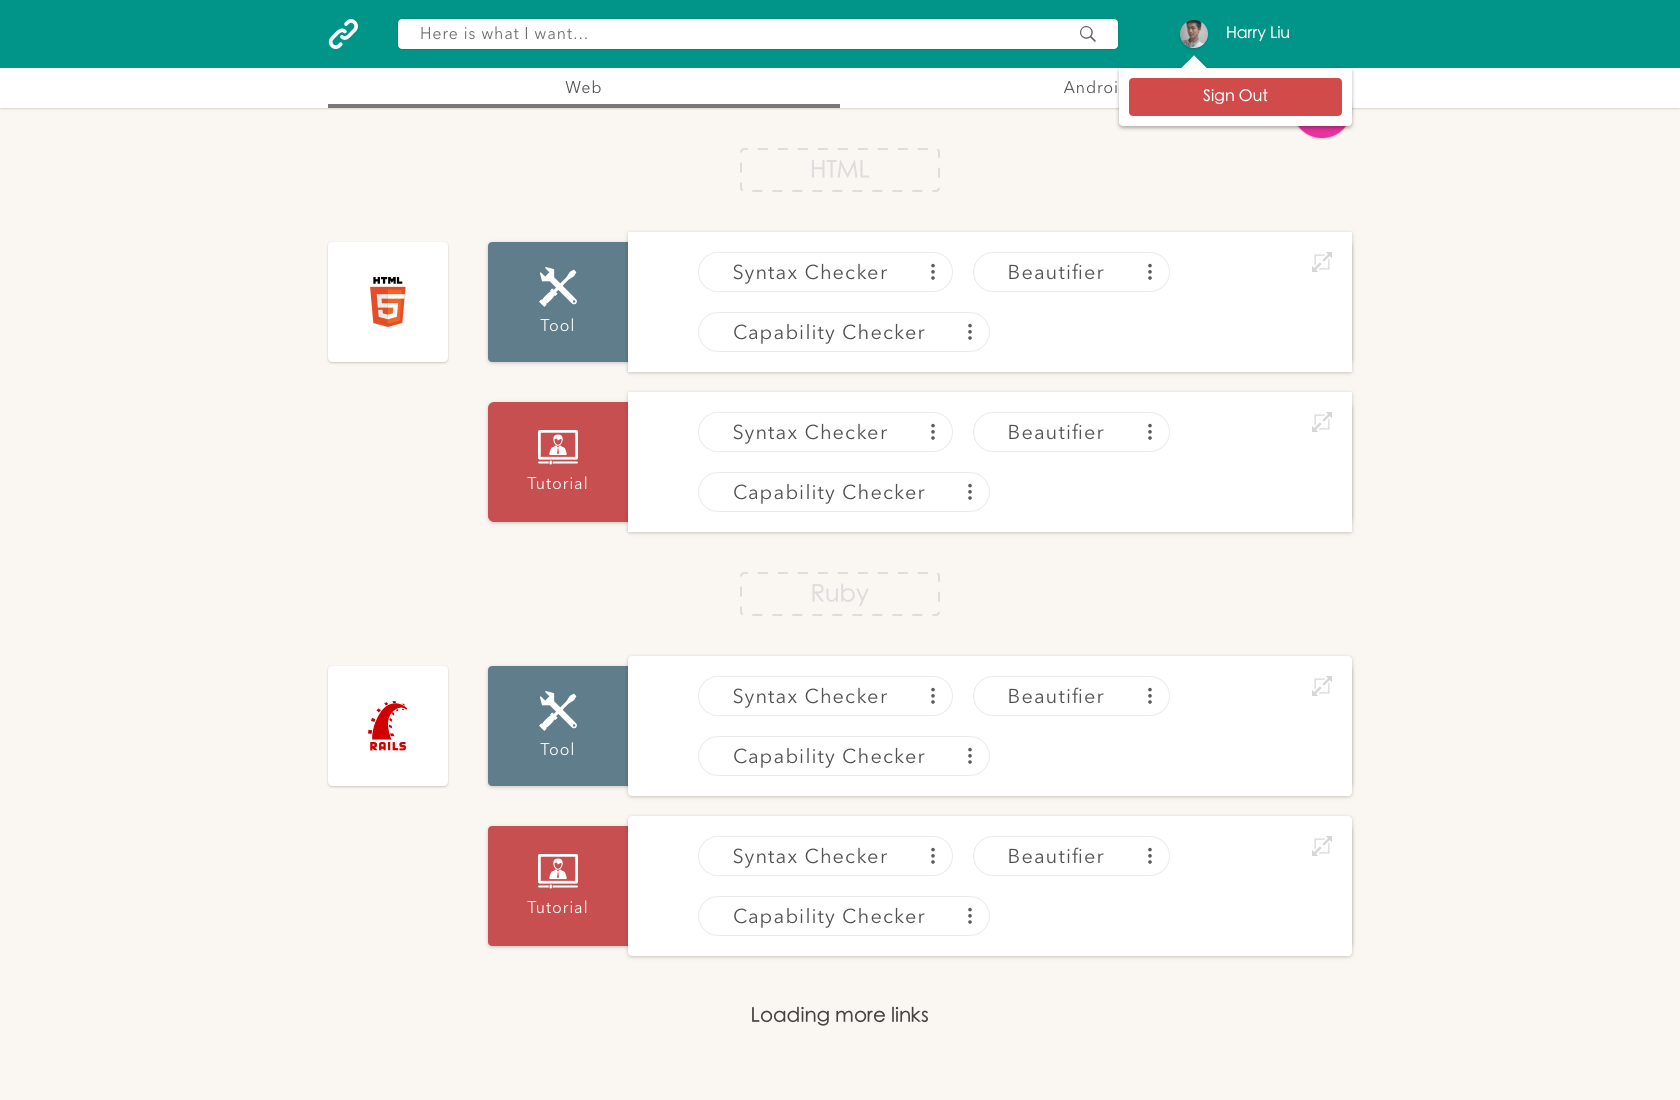 Here is what I want...
Harry Liu
Web
Androi
Sign Out
HTML
HTML
5
Tool
Syntax Checker
Beautifier
Capability Checker
Tutorial
Syntax Checker
Beautifier
Capability Checker
Ruby
RAILS
Tool
Syntax Checker
Beautifier
Capability Checker
Tutorial
Syntax Checker
Beautifier
Capability Checker
Loading more links